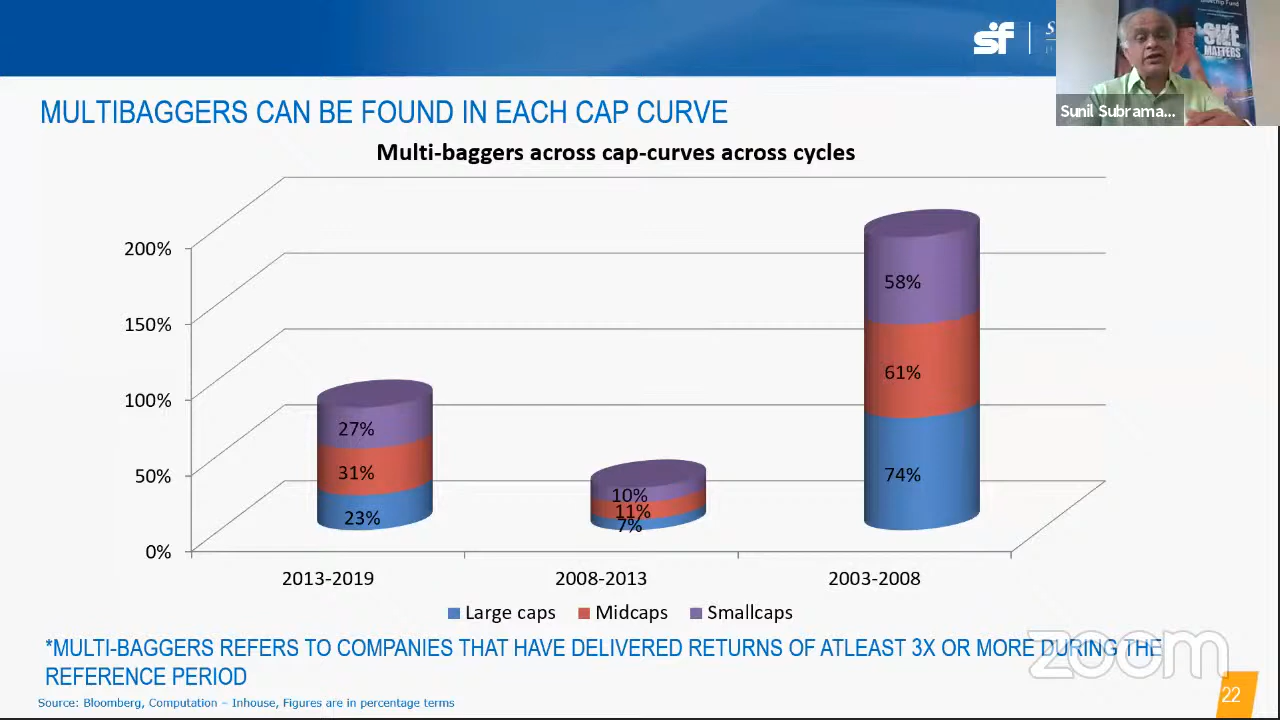 sf
MULTIBAGGERS CAN BE FOUND IN EACH CAP CURVE
SIZE
MATTERS
Sunil Subrama...
Multi-baggers across cap-curves across cycles
200%
150%
100%
50%
0%
27%
31%
23%
10%
11%
7%
58%
61%
74%
2013-2019
2008-2013
2003-2008
Large caps
Midcaps
Smallcaps
*MULTI-BAGGERS REFERS TO COMPANIES THAT HAVE DELIVERED RETURNS OF ATLEAST 3X OR MORE DURING THE
REFERENCE PERIOD
zoom
Source: Bloomberg, Computation – Inhouse, Figures are in percentage terms
22